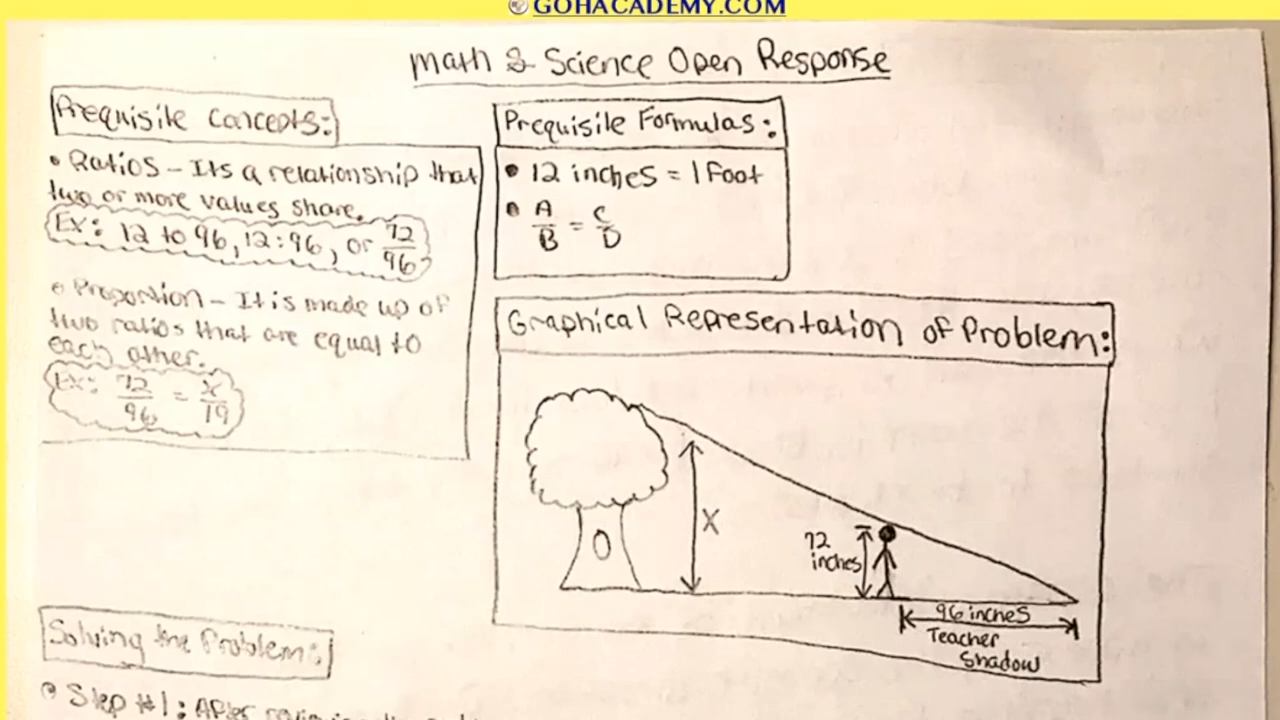 GOHACADEMY.COM
Math & Science Open Response
Prequisite Concepts:
• Ratios - Its a relationship that
two or more values share.
Ex: 12 to 96, 12:96, or 72/96
• Proportion - It is made up of
two ratios that are equal to
each other.
Ex: 72/96 = x/19
Prequisite Formulas:
• 12 inches = 1 Foot
• A/B = C/D
Graphical Representation of Problem:
X
72
inches
96 inches
Teacher
Shadow
Solving the Problem:
• Step #1: After